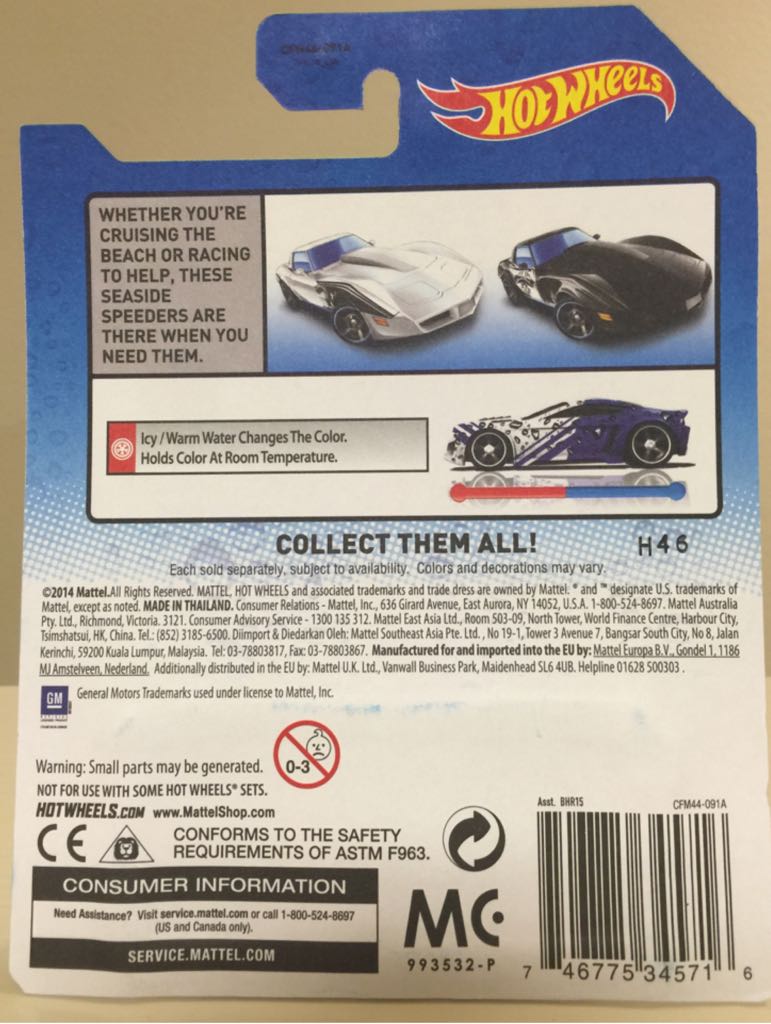 CFM44-091A
HOT WHEELS
WHETHER YOU'RE
CRUISING THE
BEACH OR RACING
TO HELP, THESE
SEASIDE
SPEEDERS ARE
THERE WHEN YOU
NEED THEM.
Icy / Warm Water Changes The Color.
Holds Color At Room Temperature.
COLLECT THEM ALL!
H46
Each sold separately, subject to availability. Colors and decorations may vary.
©2014 Mattel.All Rights Reserved. MATTEL, HOT WHEELS and associated trademarks and trade dress are owned by Mattel. ® and ™ designate U.S. trademarks of
Mattel, except as noted. MADE IN THAILAND. Consumer Relations - Mattel, Inc., 636 Girard Avenue, East Aurora, NY 14052, U.S.A. 1-800-524-8697. Mattel Australia
Pty. Ltd., Richmond, Victoria. 3121. Consumer Advisory Service - 1300 135 312. Mattel East Asia Ltd., Room 503-09, North Tower, World Finance Centre, Harbour City,
Tsimshatsui, HK, China. Tel.: (852) 3185-6500. Diimport & Diedarkan Oleh: Mattel Southeast Asia Pte. Ltd. , No 19-1, Tower 3 Avenue 7, Bangsar South City, No 8, Jalan
Kerinchi, 59200 Kuala Lumpur, Malaysia. Tel: 03-78803817, Fax: 03-78803867. Manufactured for and imported into the EU by: Mattel Europa B.V., Gondel 1, 1186
MJ Amstelveen, Nederland. Additionally distributed in the EU by: Mattel U.K. Ltd., Vanwall Business Park, Maidenhead SL6 4UB. Helpline 01628 500303 .
GM
General Motors Trademarks used under license to Mattel, Inc.
0-3
Warning: Small parts may be generated.
NOT FOR USE WITH SOME HOT WHEELS® SETS.
HOTWHEELS.COM www.MattelShop.com
CE
CONFORMS TO THE SAFETY
REQUIREMENTS OF ASTM F963.
CONSUMER INFORMATION
Need Assistance? Visit service.mattel.com or call 1-800-524-8697
(US and Canada only).
SERVICE.MATTEL.COM
MC
993532-P
Asst. BHR15
CFM44-091A
7 46775 34571 6